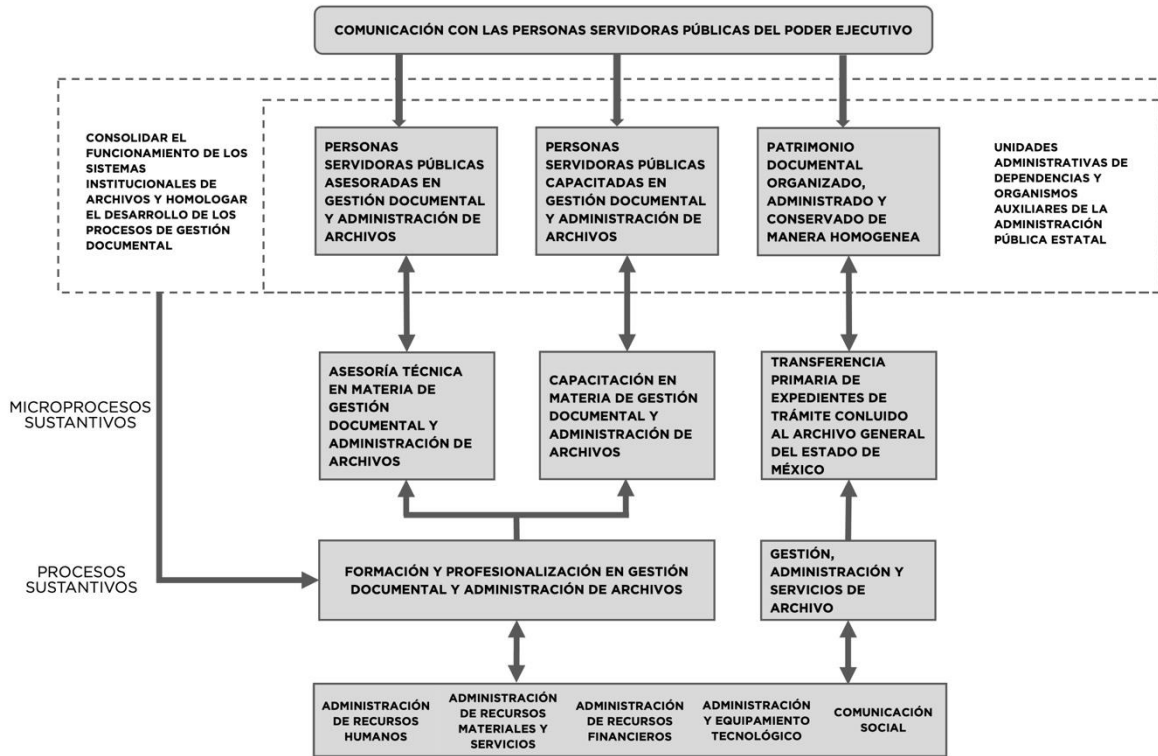 COMUNICACIÓN CON LAS PERSONAS SERVIDORAS PÚBLICAS DEL PODER EJECUTIVO
CONSOLIDAR EL
FUNCIONAMIENTO DE LOS
SISTEMAS
INSTITUCIONALES DE
ARCHIVOS Y HOMOLOGAR
EL DESARROLLO DE LOS
PROCESOS DE GESTIÓN
DOCUMENTAL
PERSONAS
SERVIDORAS PÚBLICAS
ASESORADAS EN
GESTIÓN DOCUMENTAL
Y ADMINISTRACIÓN DE
ARCHIVOS
PERSONAS
SERVIDORAS PÚBLICAS
CAPACITADAS EN
GESTIÓN DOCUMENTAL
Y ADMINISTRACIÓN DE
ARCHIVOS
PATRIMONIO
DOCUMENTAL
ORGANIZADO,
ADMINISTRADO Y
CONSERVADO DE
MANERA HOMOGENEA
UNIDADES
ADMINISTRATIVAS DE
DEPENDENCIAS Y
ORGANISMOS
AUXILIARES DE LA
ADMINISTRACIÓN
PÚBLICA ESTATAL
MICROPROCESOS
SUSTANTIVOS
ASESORÍA TÉCNICA
EN MATERIA DE
GESTIÓN
DOCUMENTAL Y
ADMINISTRACIÓN DE
ARCHIVOS
CAPACITACIÓN EN
MATERIA DE GESTIÓN
DOCUMENTAL Y
ADMINISTRACIÓN DE
ARCHIVOS
TRANSFERENCIA
PRIMARIA DE
EXPEDIENTES DE
TRÁMITE CONLUIDO
AL ARCHIVO GENERAL
DEL ESTADO DE
MÉXICO
PROCESOS
SUSTANTIVOS
FORMACIÓN Y PROFESIONALIZACIÓN EN GESTIÓN
DOCUMENTAL Y ADMINISTRACIÓN DE ARCHIVOS
GESTIÓN,
ADMINISTRACIÓN Y
SERVICIOS DE
ARCHIVO
ADMINISTRACIÓN
DE RECURSOS
HUMANOS
ADMINISTRACIÓN
DE RECURSOS
MATERIALES Y
SERVICIOS
ADMINISTRACIÓN
DE RECURSOS
FINANCIEROS
ADMINISTRACIÓN
Y EQUIPAMIENTO
TECNOLÓGICO
COMUNICACIÓN
SOCIAL